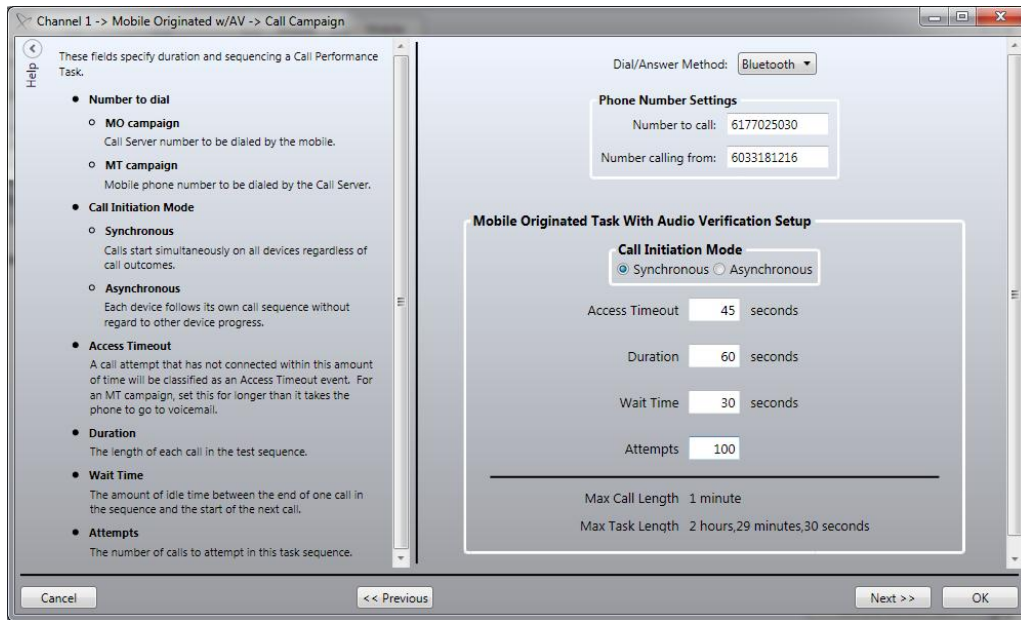 Channel 1 -> Mobile Originated w/AV -> Call Campaign
Help
These fields specify duration and sequencing a Call Performance
Task.
• Number to dial
o MO campaign
Call Server number to be dialed by the mobile.
o MT campaign
Mobile phone number to be dialed by the Call Server.
• Call Initiation Mode
o Synchronous
Calls start simultaneously on all devices regardless of
call outcomes.
o Asynchronous
Each device follows its own call sequence without
regard to other device progress.
• Access Timeout
A call attempt that has not connected within this amount
of time will be classified as an Access Timeout event. For
an MT campaign, set this for longer than it takes the
phone to go to voicemail.
• Duration
The length of each call in the test sequence.
• Wait Time
The amount of idle time between the end of one call in
the sequence and the start of the next call.
• Attempts
The number of calls to attempt in this task sequence.
Dial/Answer Method: Bluetooth
Phone Number Settings
Number to call: 6177025030
Number calling from: 6033181216
Mobile Originated Task With Audio Verification Setup
Call Initiation Mode
Synchronous Asynchronous
Access Timeout 45 seconds
Duration 60 seconds
Wait Time 30 seconds
Attempts 100
Max Call Length 1 minute
Max Task Length 2 hours,29 minutes,30 seconds
Cancel << Previous Next >> OK